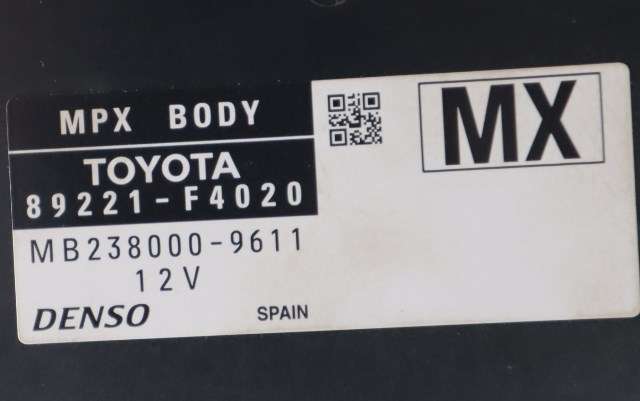 MPX BODY
TOYOTA
89221-F4020
MB238000-9611
12V
DENSO
SPAIN
MX